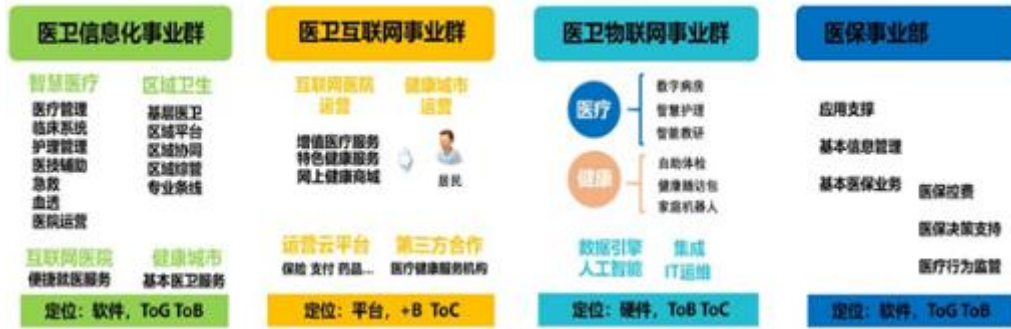 医卫信息化事业群
智慧医疗
医疗管理
临床系统
护理管理
医技辅助
急救
血透
医院运营
区域卫生
基层医卫
区域平台
区域协同
区域综管
专业条线
互联网医院
便捷就医服务
健康城市
基本医卫服务
定位：软件，ToG ToB
医卫互联网事业群
互联网医院
运营
健康城市
运营
增值医疗服务
特色健康服务
网上健康商城
居民
运营云平台
保险 支付 药品...
第三方合作
医疗健康服务机构
定位：平台，+B ToC
医卫物联网事业群
医疗
数字病房
智慧护理
智能教研
健康
自助体检
健康随访包
家庭机器人
数据引擎
人工智能
集成
IT运维
定位：硬件，ToB ToC
医保事业部
应用支撑
基本信息管理
基本医保业务
医保控费
医保决策支持
医疗行为监管
定位：软件，ToG ToB